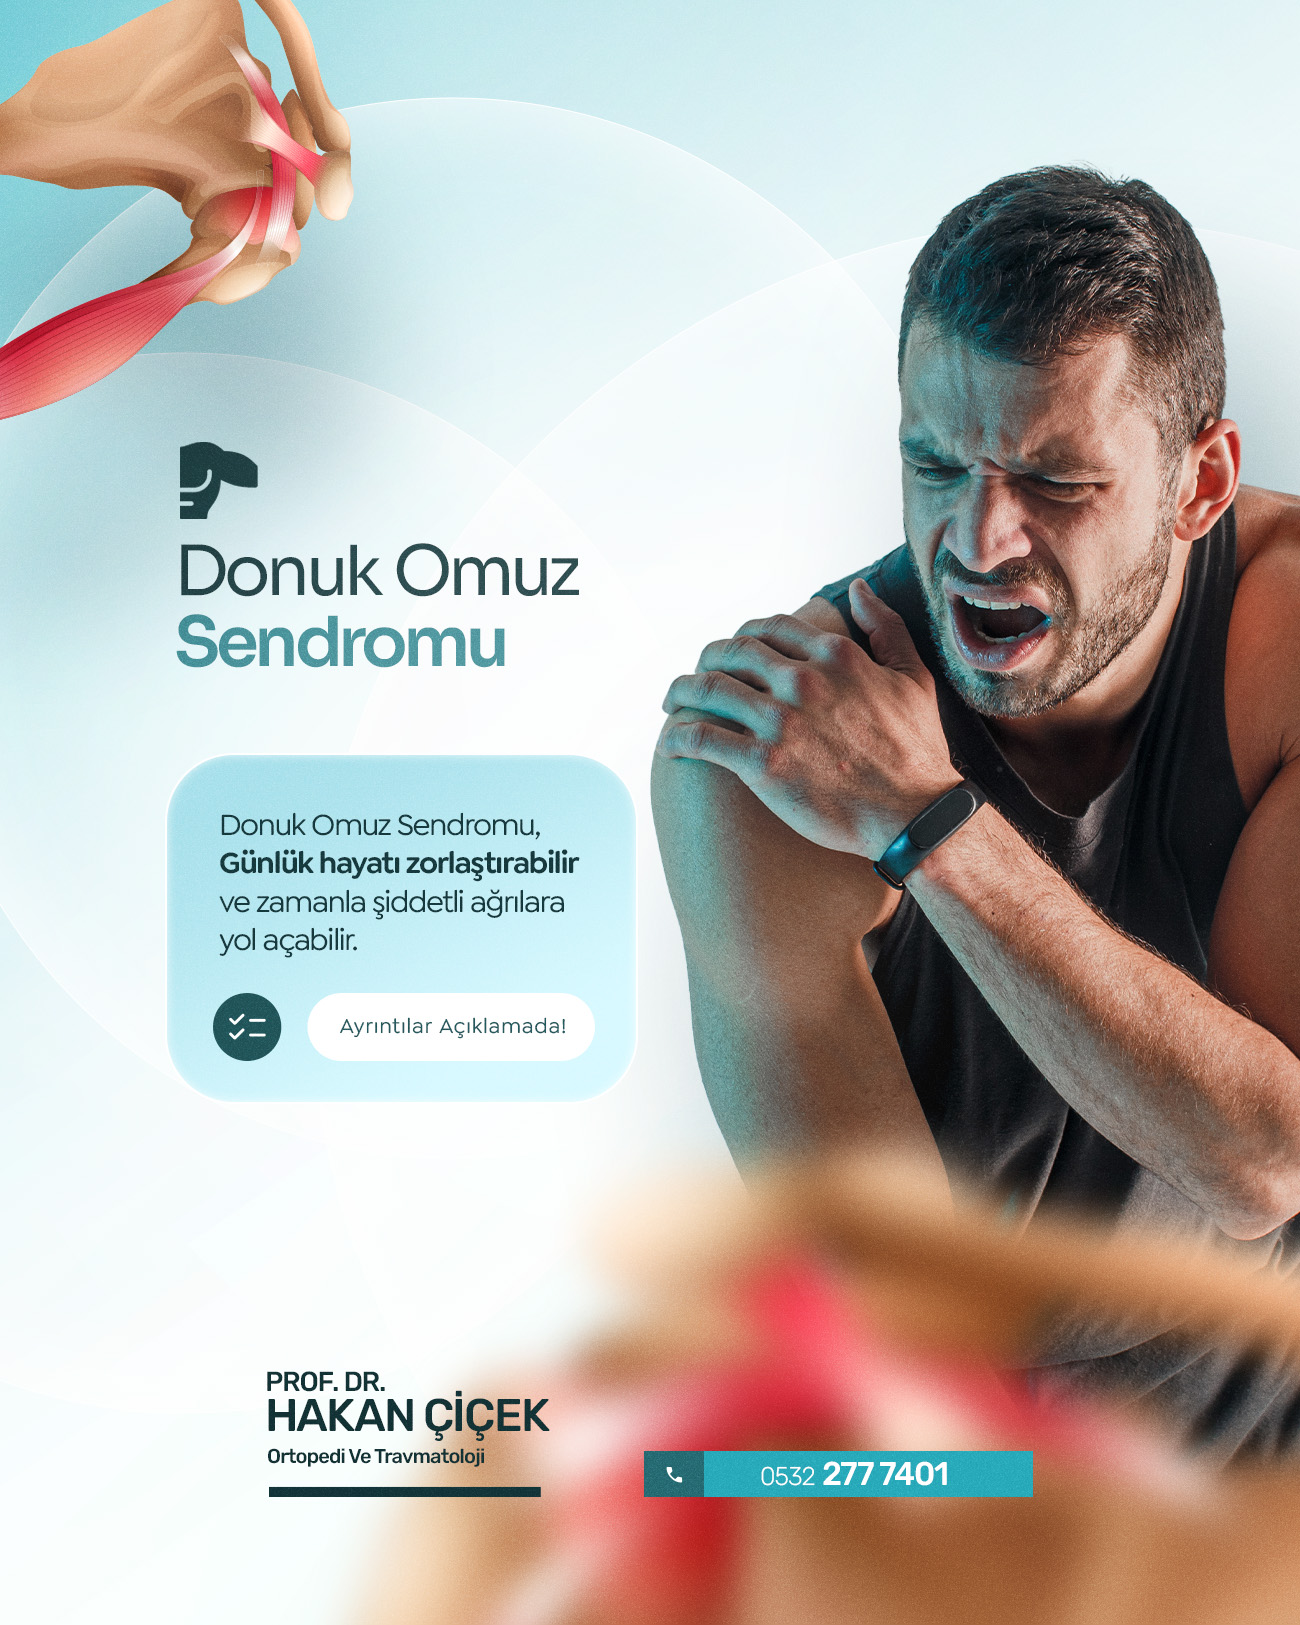 Donuk Omuz
Sendromu
Donuk Omuz Sendromu,
Günlük hayatı zorlaştırabilir
ve zamanla şiddetli ağrılara
yol açabilir.
Ayrıntılar Açıklamada!
PROF. DR.
HAKAN ÇİÇEK
Ortopedi Ve Travmatoloji
0532 277 7401